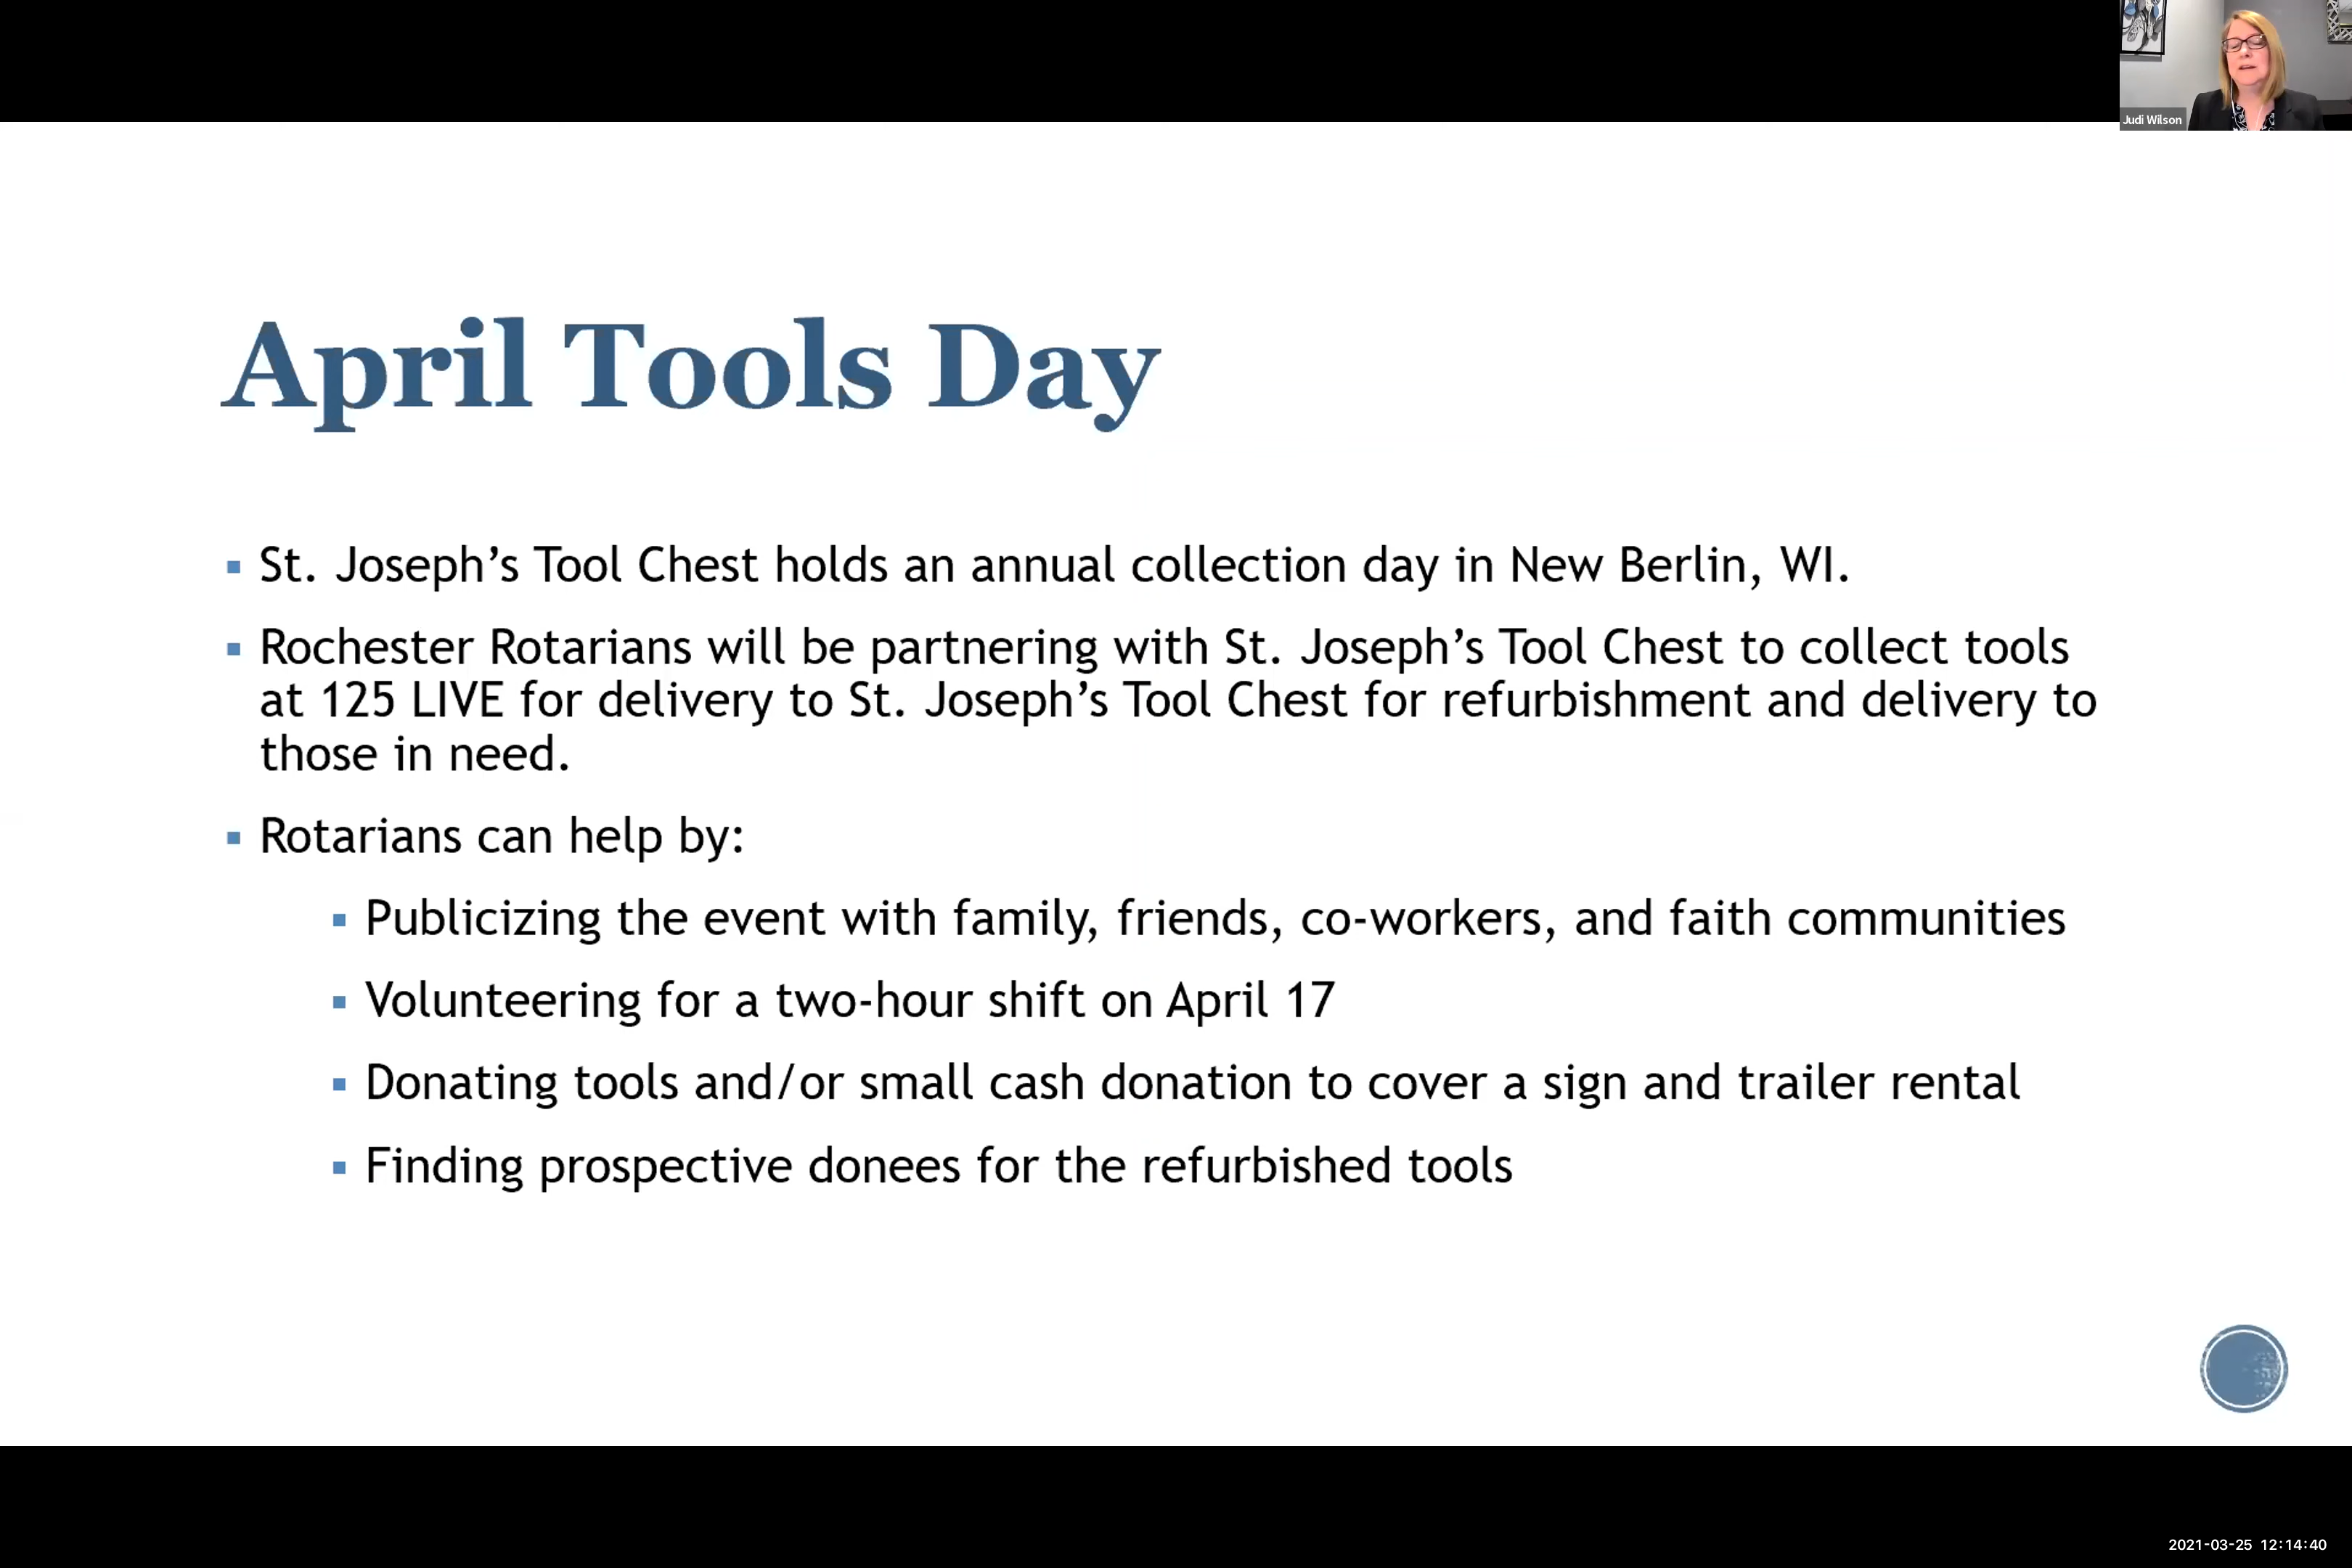 Judi Wilson
April Tools Day
▪ St. Joseph’s Tool Chest holds an annual collection day in New Berlin, WI.
▪ Rochester Rotarians will be partnering with St. Joseph’s Tool Chest to collect tools
at 125 LIVE for delivery to St. Joseph’s Tool Chest for refurbishment and delivery to
those in need.
▪ Rotarians can help by:
▪ Publicizing the event with family, friends, co-workers, and faith communities
▪ Volunteering for a two-hour shift on April 17
▪ Donating tools and/or small cash donation to cover a sign and trailer rental
▪ Finding prospective donees for the refurbished tools
2021-03-25 12:14:40